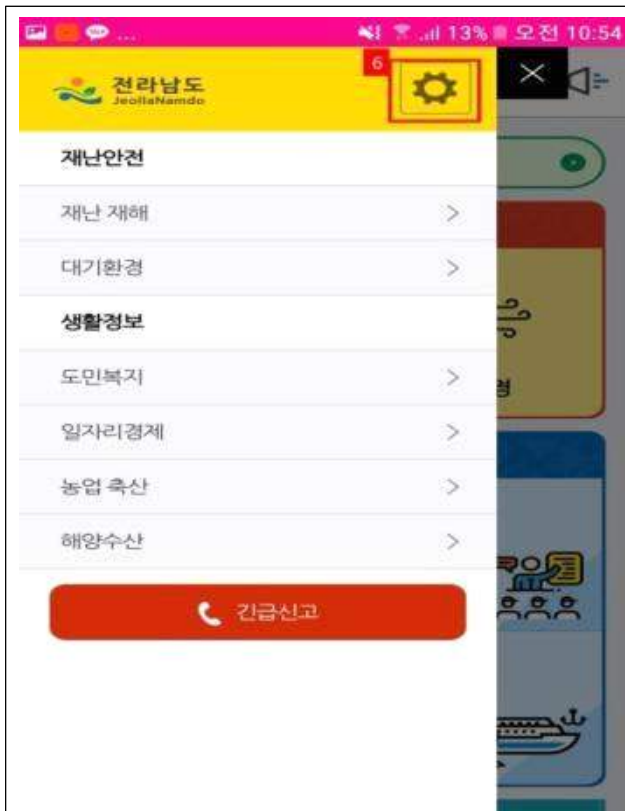 ... 13% 오전 10:54
전라남도
JeollaNamdo
6
재난안전
재난 재해
대기환경
생활정보
도민복지
일자리경제
농업 축산
해양수산
긴급신고